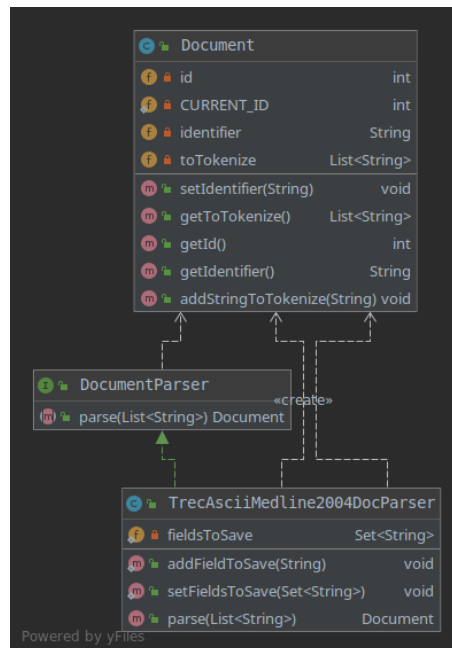 Document
id int
CURRENT_ID int
identifier String
toTokenize List<String>
setIdentifier(String) void
getToTokenize() List<String>
getId() int
getIdentifier() String
addStringToTokenize(String) void
DocumentParser
«create»
parse(List<String>) Document
TrecAsciiMedline2004DocParser
fieldsToSave Set<String>
addFieldToSave(String) void
setFieldsToSave(Set<String>) void
parse(List<String>) Document
Powered by yFiles